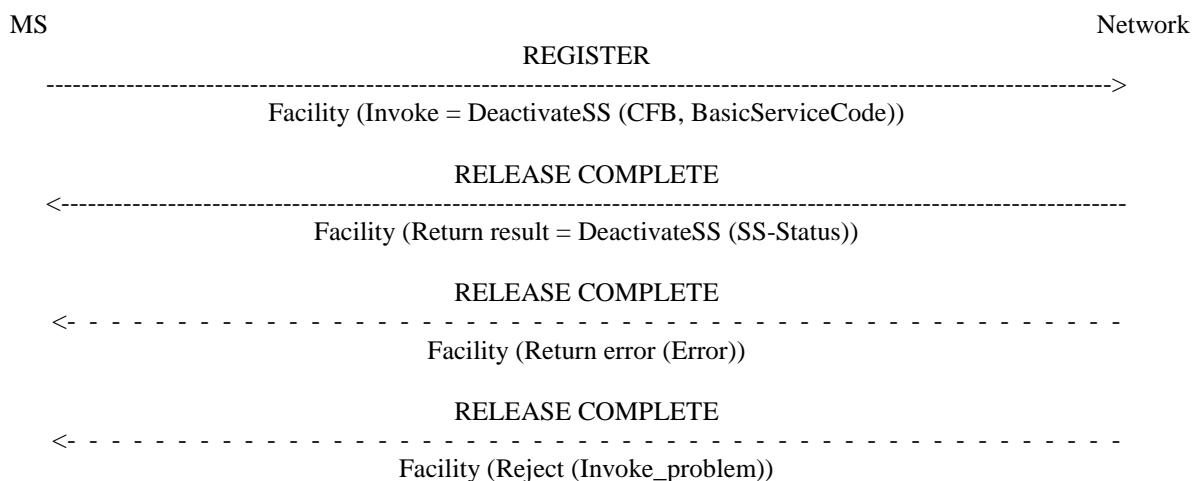 MS Network
REGISTER
Facility (Invoke = DeactivateSS (CFB, BasicServiceCode))
RELEASE COMPLETE
Facility (Return result = DeactivateSS (SS-Status))
RELEASE COMPLETE
Facility (Return error (Error))
RELEASE COMPLETE
Facility (Reject (Invoke_problem))